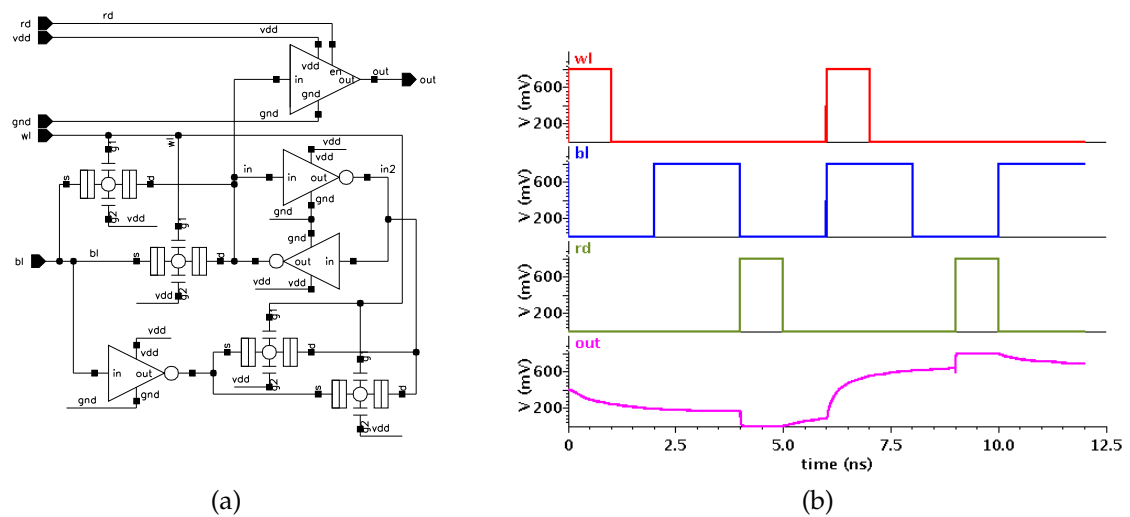 rd
rd
vdd
vdd
vdd
en
in
out
out
out
gnd
gnd
gnd
wl
wl
g1
g1
vdd
vdd
in
in
out
in2
s
d
g2
vdd
gnd
gnd
gnd
bl
bl
s
d
out
in
vdd
g2
vdd
vdd
g1
vdd
vdd
s
d
g1
in
out
vdd
g2
s
d
gnd
gnd
g2
vdd
(a)
wl
V (mV)
600
200
bl
V (mV)
600
200
rd
V (mV)
600
200
out
V (mV)
600
200
0
2.5
5.0
7.5
10.0
12.5
time (ns)
(b)